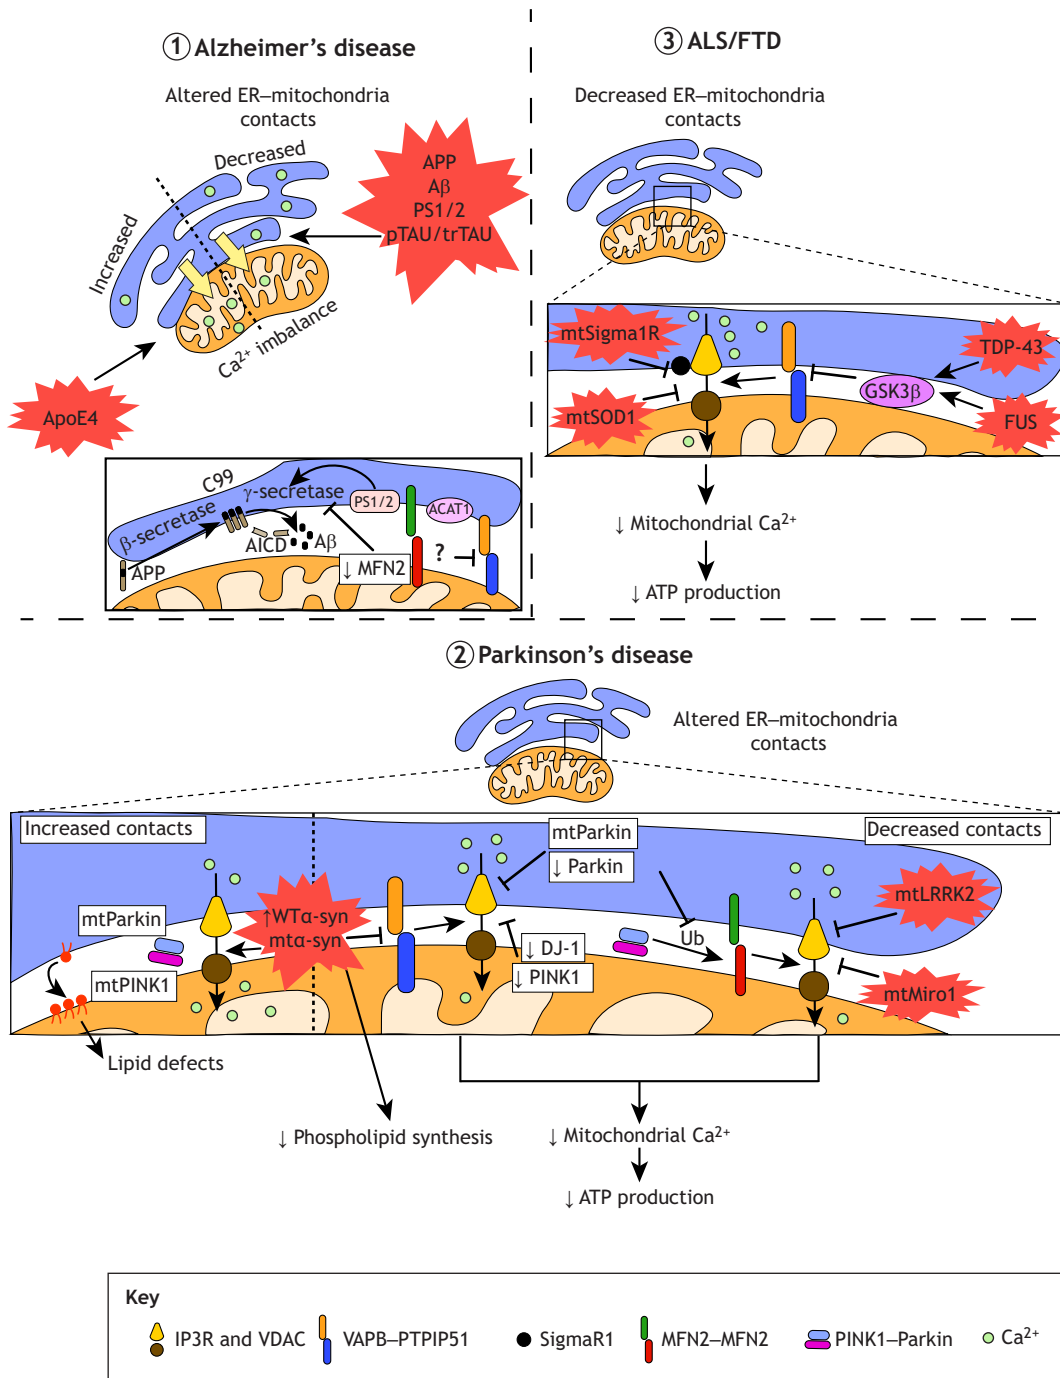 ① Alzheimer's disease
Altered ER–mitochondria
contacts
Decreased
Increased
Ca²⁺ imbalance
APP
Aβ
PS1/2
pTAU/trTAU
ApoE4
C99
β-secretase
γ-secretase
PS1/2
ACAT1
AICD
Aβ
APP
↓ MFN2
?
③ ALS/FTD
Decreased ER–mitochondria
contacts
mtSigma1R
TDP-43
GSK3β
mtSOD1
FUS
↓ Mitochondrial Ca²⁺
↓ ATP production
② Parkinson's disease
Altered ER–mitochondria
contacts
Increased contacts
mtParkin
↓ Parkin
Decreased contacts
mtParkin
mtPINK1
↑WTα-syn
mtα-syn
↓ DJ-1
↓ PINK1
Ub
mtLRRK2
mtMiro1
Lipid defects
↓ Phospholipid synthesis
↓ Mitochondrial Ca²⁺
↓ ATP production
Key
IP3R and VDAC
VAPB–PTPIP51
SigmaR1
MFN2–MFN2
PINK1–Parkin
Ca²⁺